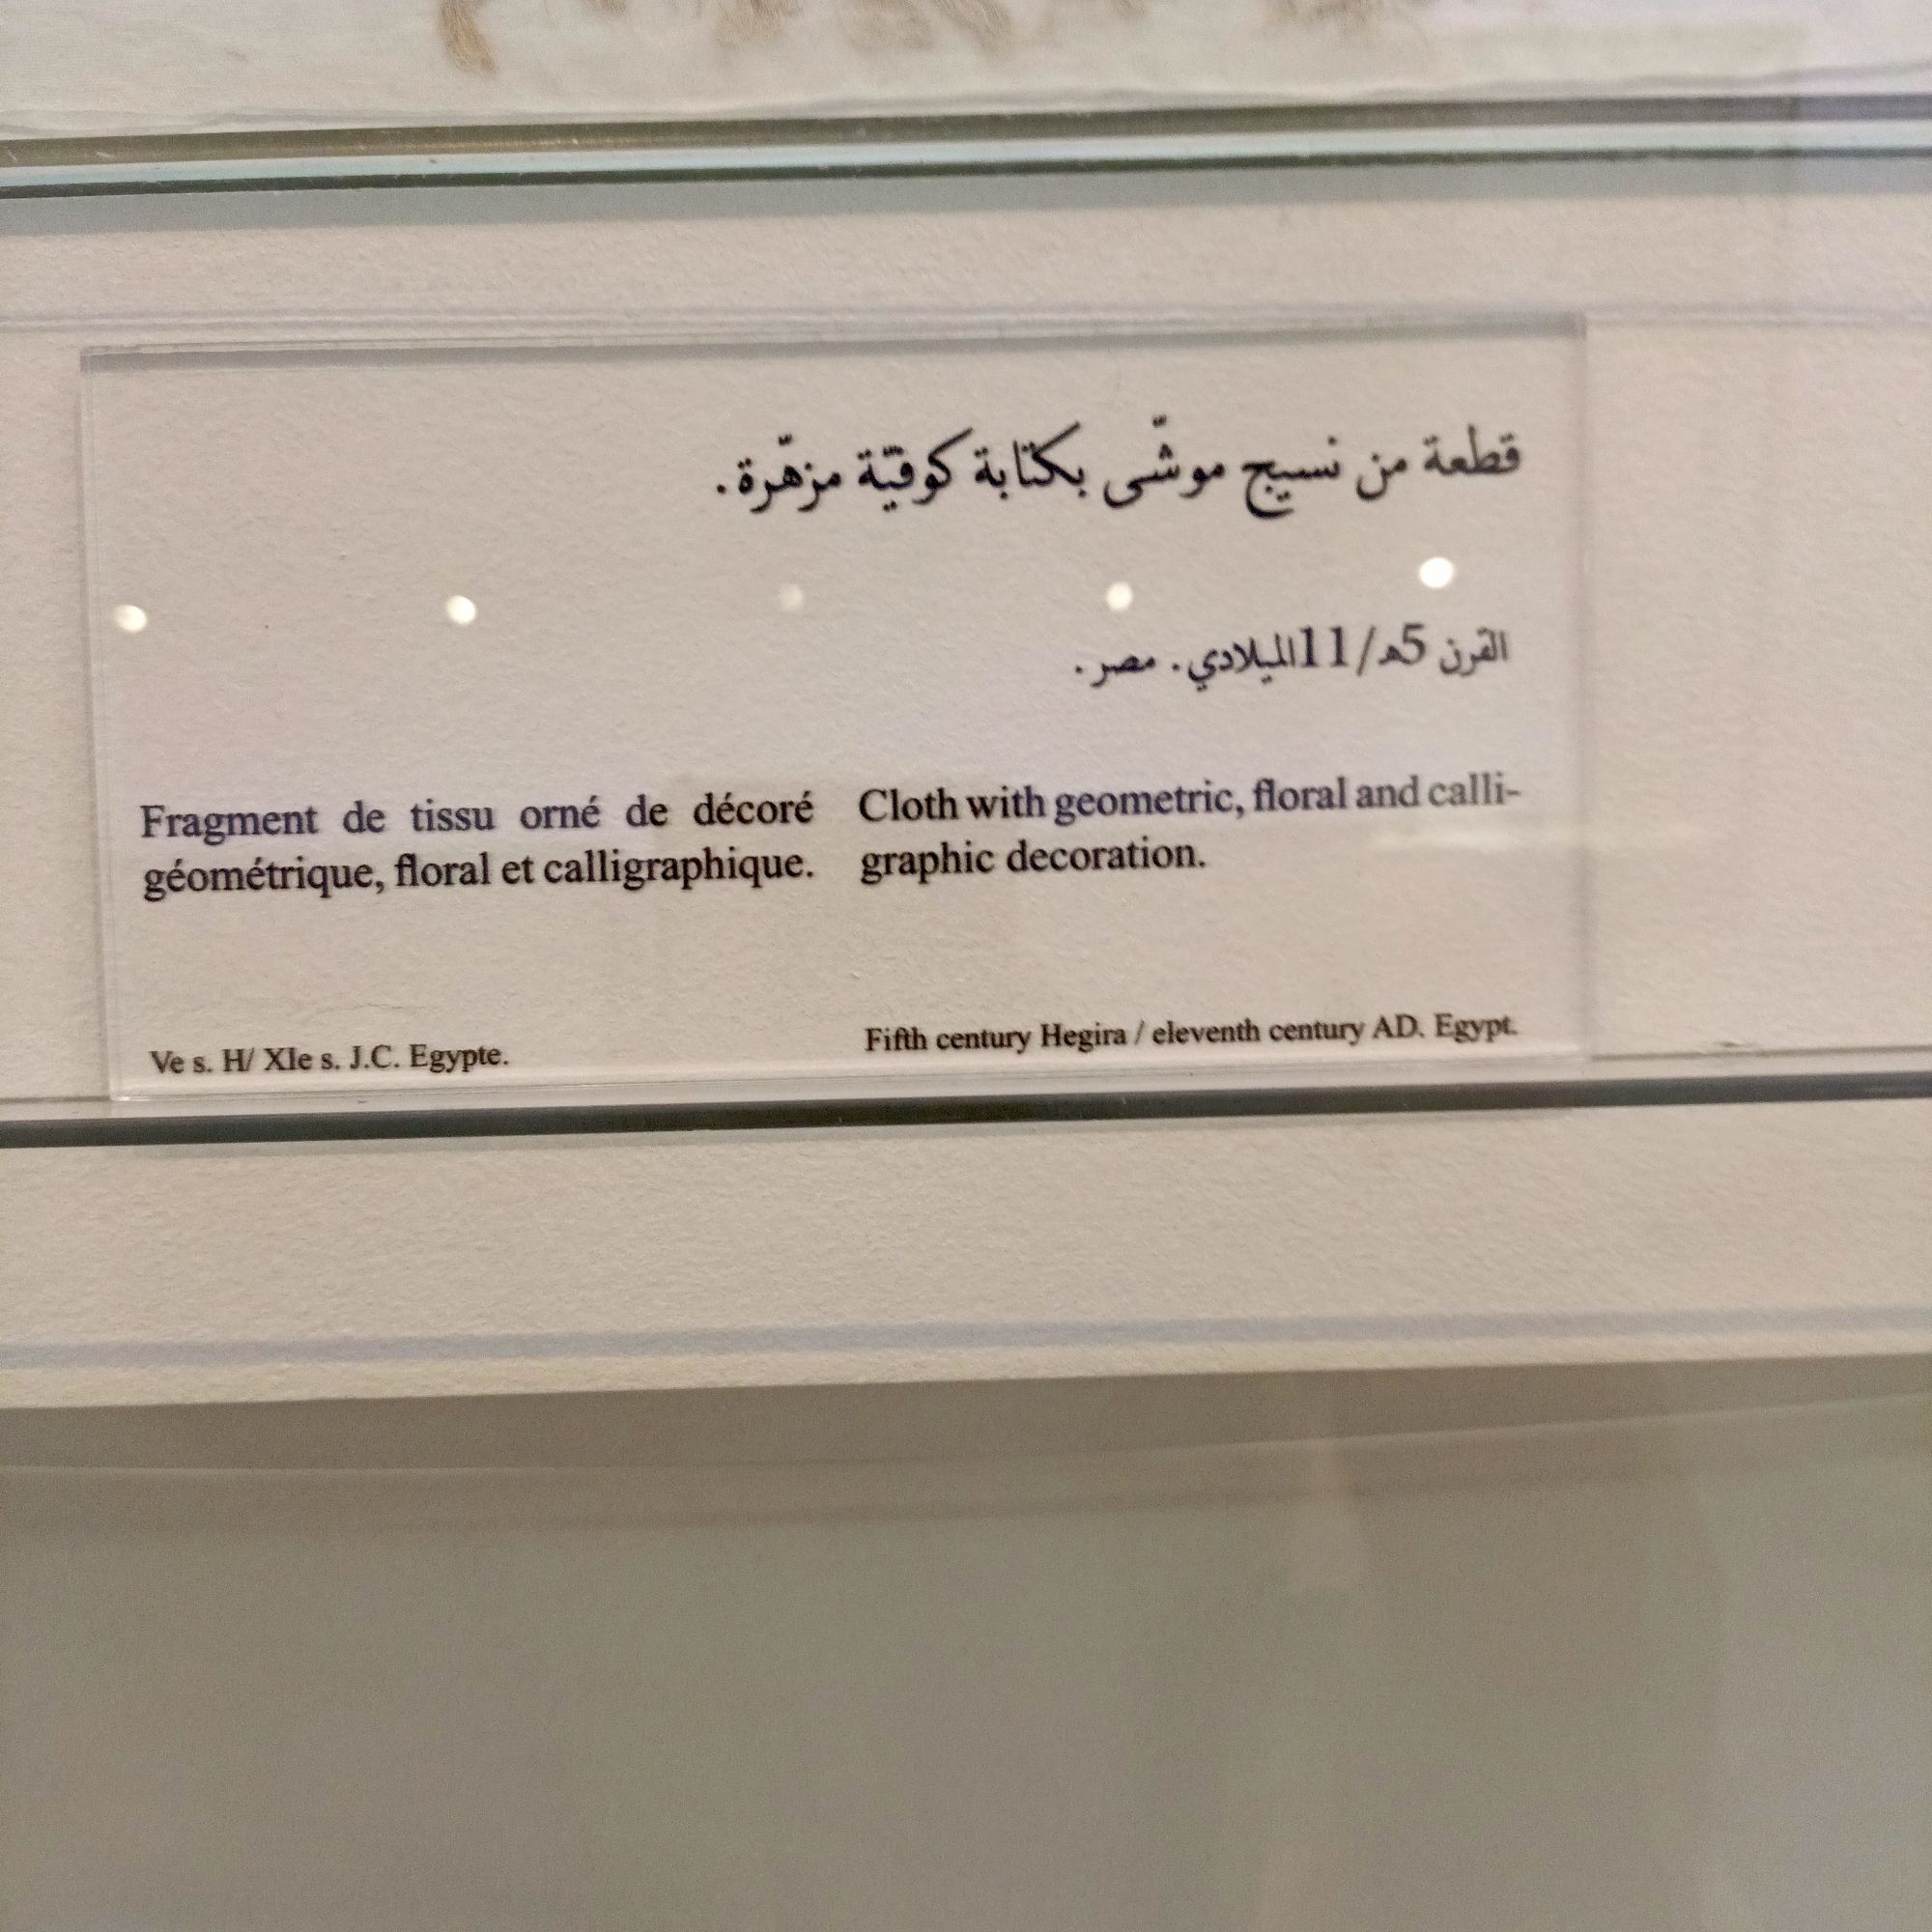 قطعة من نسيج موشّى بكتابة كوفيّة مزهّرة.
القرن 5هـ/11الميلادي. مصر.
Fragment de tissu orné de décoré
géométrique, floral et calligraphique.
Ve s. H/ XIe s. J.C. Egypte.
Cloth with geometric, floral and calli-
graphic decoration.
Fifth century Hegira / eleventh century AD. Egypt.